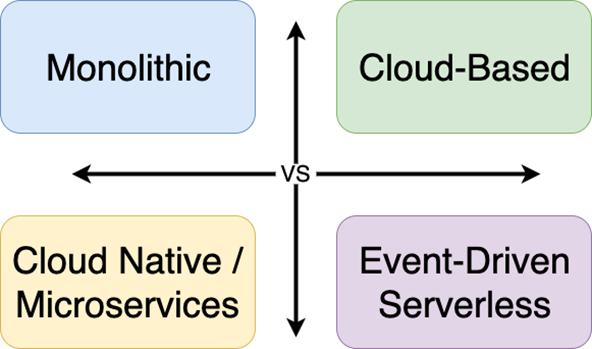 Monolithic
Cloud-Based
vs
Cloud Native /
Microservices
Event-Driven
Serverless